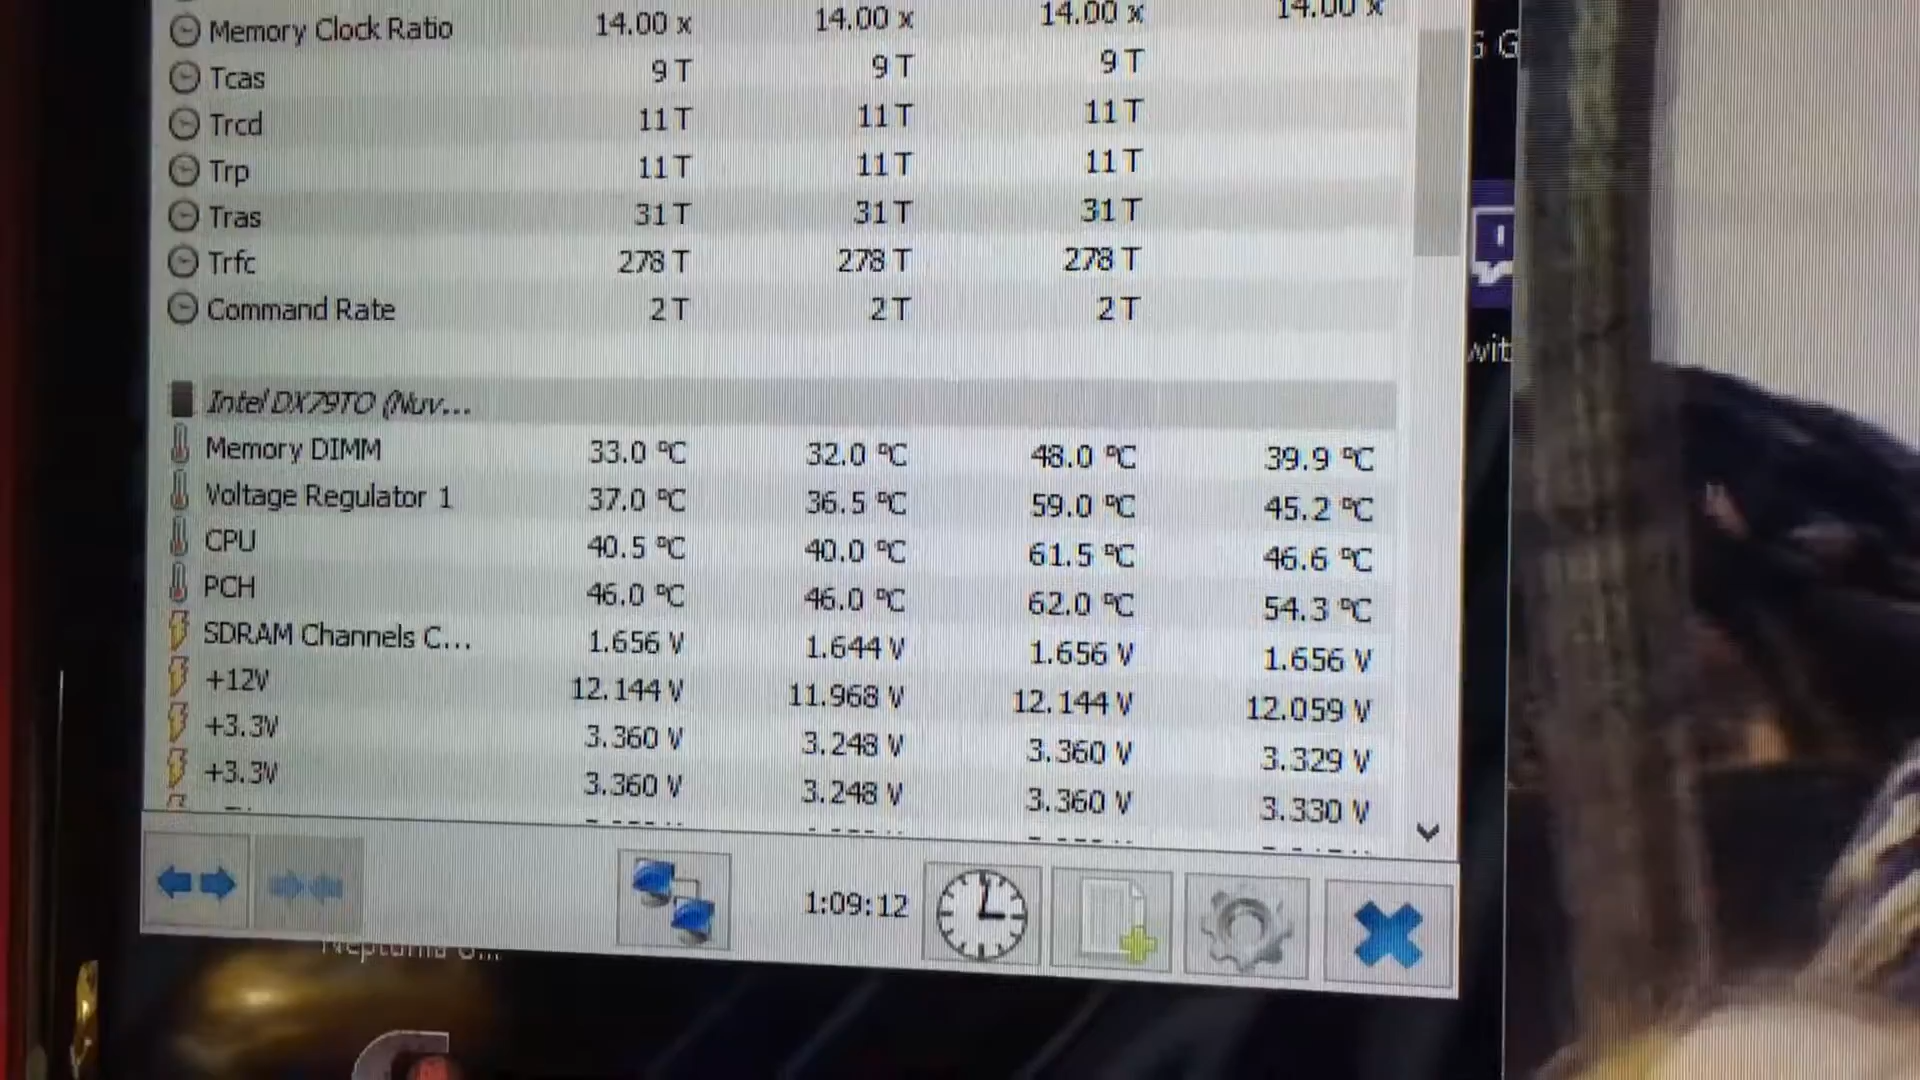 Memory Clock Ratio 14.00 x 14.00 x 14.00 x 14.00 x
Tcas 9 T 9 T 9 T
Trcd 11 T 11 T 11 T
Trp 11 T 11 T 11 T
Tras 31 T 31 T 31 T
Trfc 278 T 278 T 278 T
Command Rate 2 T 2 T 2 T
Intel DX79TO (Nuv...
Memory DIMM 33.0 °C 32.0 °C 48.0 °C 39.9 °C
Voltage Regulator 1 37.0 °C 36.5 °C 59.0 °C 45.2 °C
CPU 40.5 °C 40.0 °C 61.5 °C 46.6 °C
PCH 46.0 °C 46.0 °C 62.0 °C 54.3 °C
SDRAM Channels C... 1.656 V 1.644 V 1.656 V 1.656 V
+12V 12.144 V 11.968 V 12.144 V 12.059 V
+3.3V 3.360 V 3.248 V 3.360 V 3.329 V
+3.3V 3.360 V 3.248 V 3.360 V 3.330 V
1:09:12